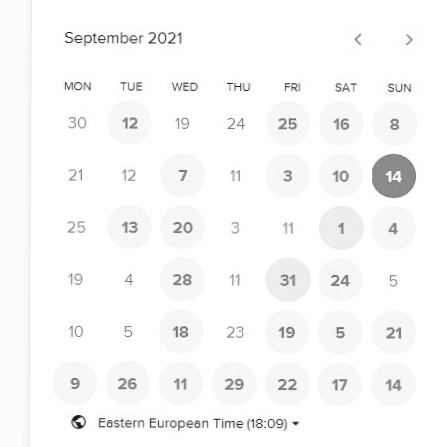 September 2021
MON TUE WED THU FRI SAT SUN
30 12 19 24 25 16 8
21 12 7 11 3 10 14
25 13 20 3 11 1 4
19 4 28 11 31 24 5
10 5 18 23 19 5 21
9 26 11 29 22 17 14
Eastern European Time (18:09)